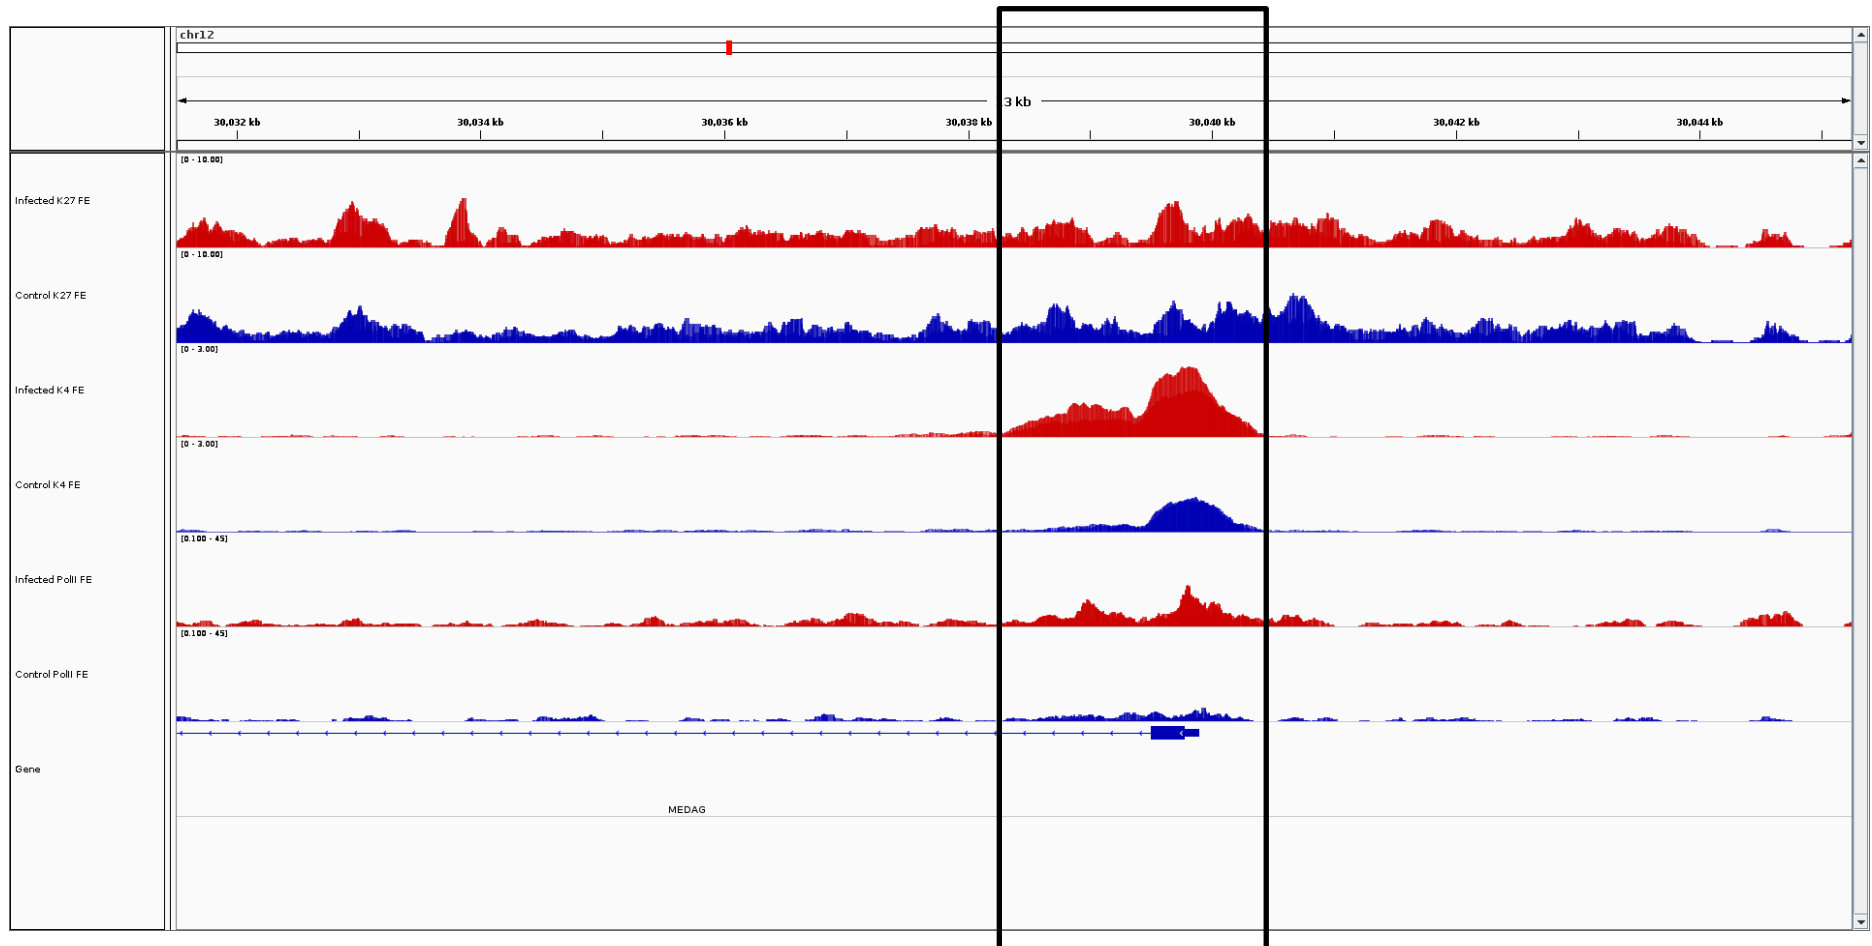 chr12
3 kb
30,032 kb 30,034 kb 30,036 kb 30,038 kb 30,040 kb 30,042 kb 30,044 kb
[0 - 10.00]
Infected K27 FE
[0 - 10.00]
Control K27 FE
[0 - 3.00]
Infected K4 FE
[0 - 3.00]
Control K4 FE
[0.100 - 45]
Infected PolII FE
[0.100 - 45]
Control PolII FE
Gene
MEDAG